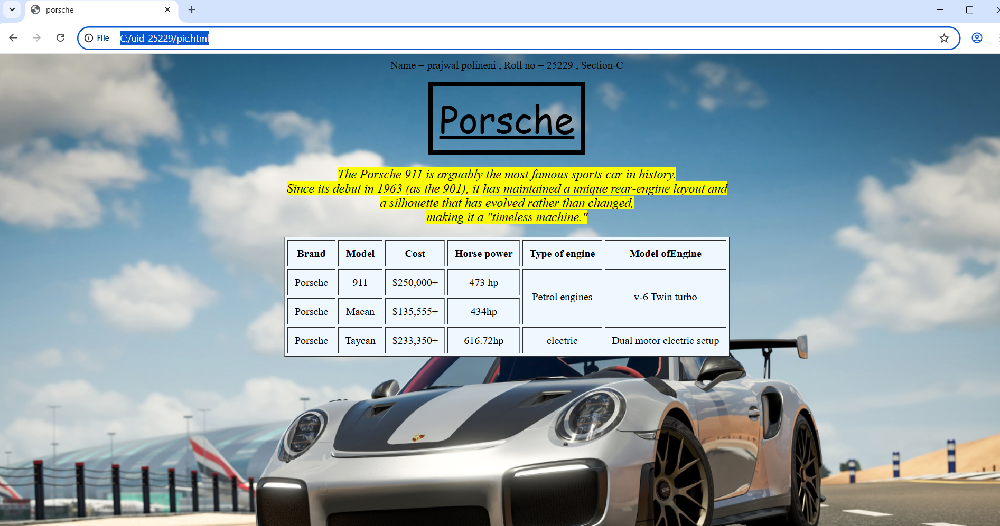 porsche
File C:/uid_25229/pic.html
Name = prajwal polineni , Roll no = 25229 , Section-C
Porsche
The Porsche 911 is arguably the most famous sports car in history.
Since its debut in 1963 (as the 901), it has maintained a unique rear-engine layout and
a silhouette that has evolved rather than changed,
making it a "timeless machine."
Brand Model Cost Horse power Type of engine Model ofEngine
Porsche 911 $250,000+ 473 hp Petrol engines v-6 Twin turbo
Porsche Macan $135,555+ 434hp
Porsche Taycan $233,350+ 616.72hp electric Dual motor electric setup